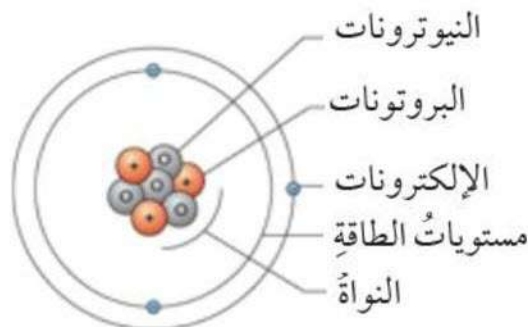 النيوترونات
البروتونات
الإلكترونات
مستوياتُ الطاقةِ
النواةُ